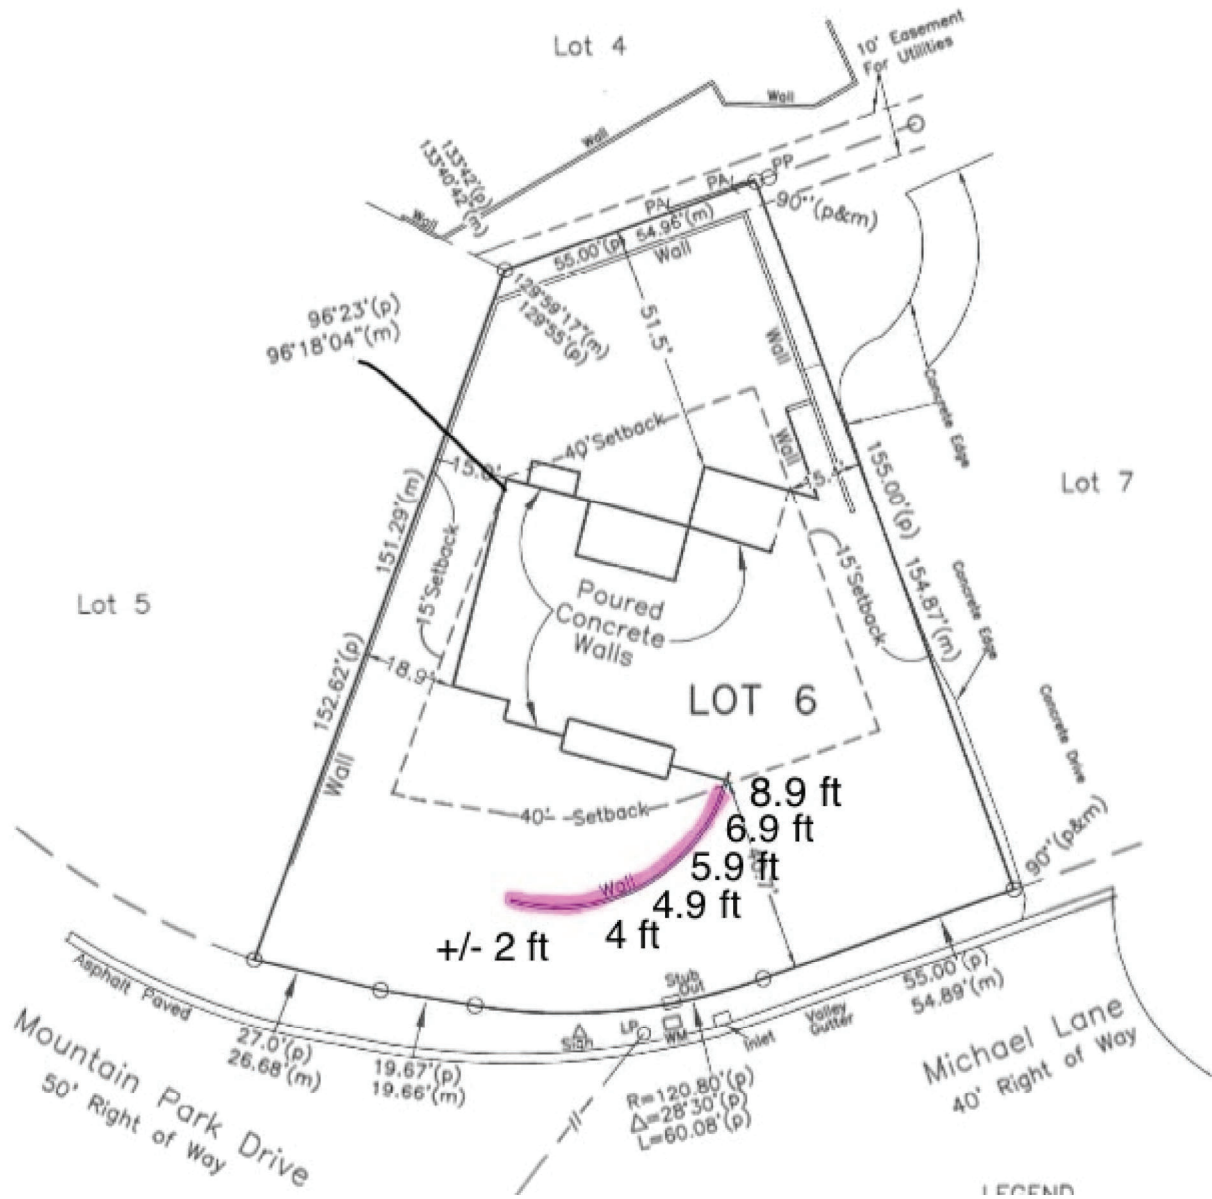 Lot 4
10' Easement
For Utilities
Wall
Wall
Wall
133°42'(p)
133°40'42"(m)
PP
PA
PA
90°'(p&m)
55.00'(p)
54.96'(m)
Wall
129°59'17"(m)
129°55'(p)
96°23'(p)
96°18'04"(m)
51.5'
Wall
Concrete Edge
40'Setback
Wall
15.0'
155.00'(p)
154.87'(m)
Lot 7
151.29'(m)
152.62'(p)
15'Setback
15'Setback
Concrete Edge
Lot 5
Poured
Concrete
Walls
18.9'
LOT 6
Concrete Drive
Wall
40' Setback
8.9 ft
6.9 ft
5.9 ft
4.9 ft
4 ft
+/- 2 ft
Wall
90°'(p&m)
Asphalt Paved
Stub
Out
55.00'(p)
54.89'(m)
Valley
Gutter
Inlet
WM
LP
Sign
27.0'(p)
26.68'(m)
19.67'(p)
19.66'(m)
R=120.80'(p)
Δ=28°30'(p)
L=60.08'(p)
Mountain Park Drive
50' Right of Way
Michael Lane
40' Right of Way
LEGEND